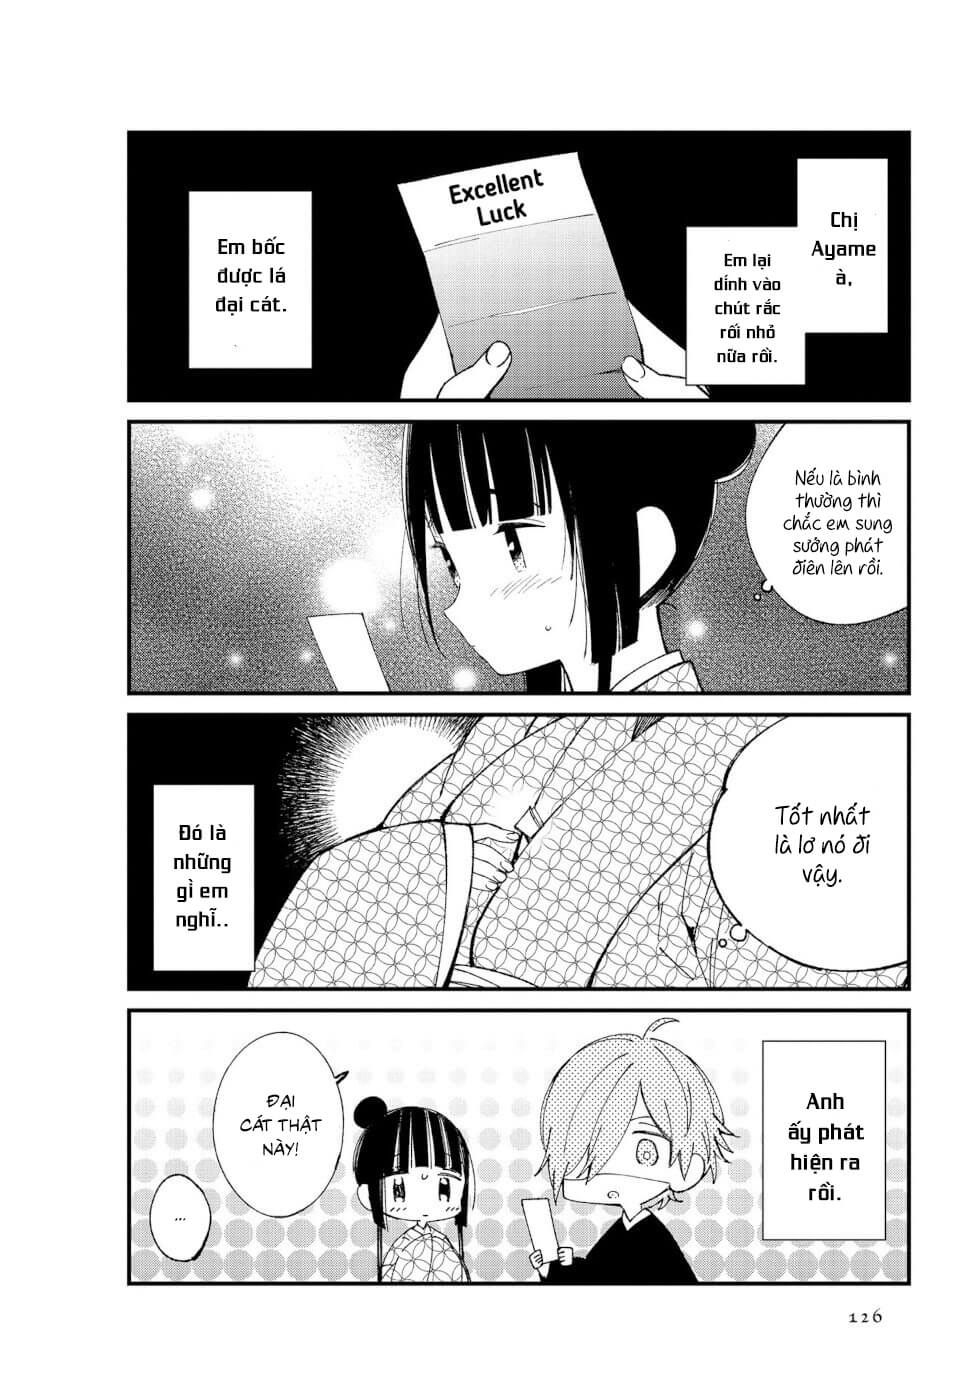 Chị
Ayame
à,
Em lại
dính vào
chút rắc
rối nhỏ
nữa rồi.
Excellent
Luck
Em bốc
được lá
đại cát.
Nếu là bình
thường thì
chắc em sung
sướng phát
điên lên rồi.
Tốt nhất
là lơ nó đi
vậy.
Đó là
những
gì em
nghĩ..
Anh
ấy phát
hiện ra
rồi.
ĐẠI
CÁT THẬT
NÀY!
...
126